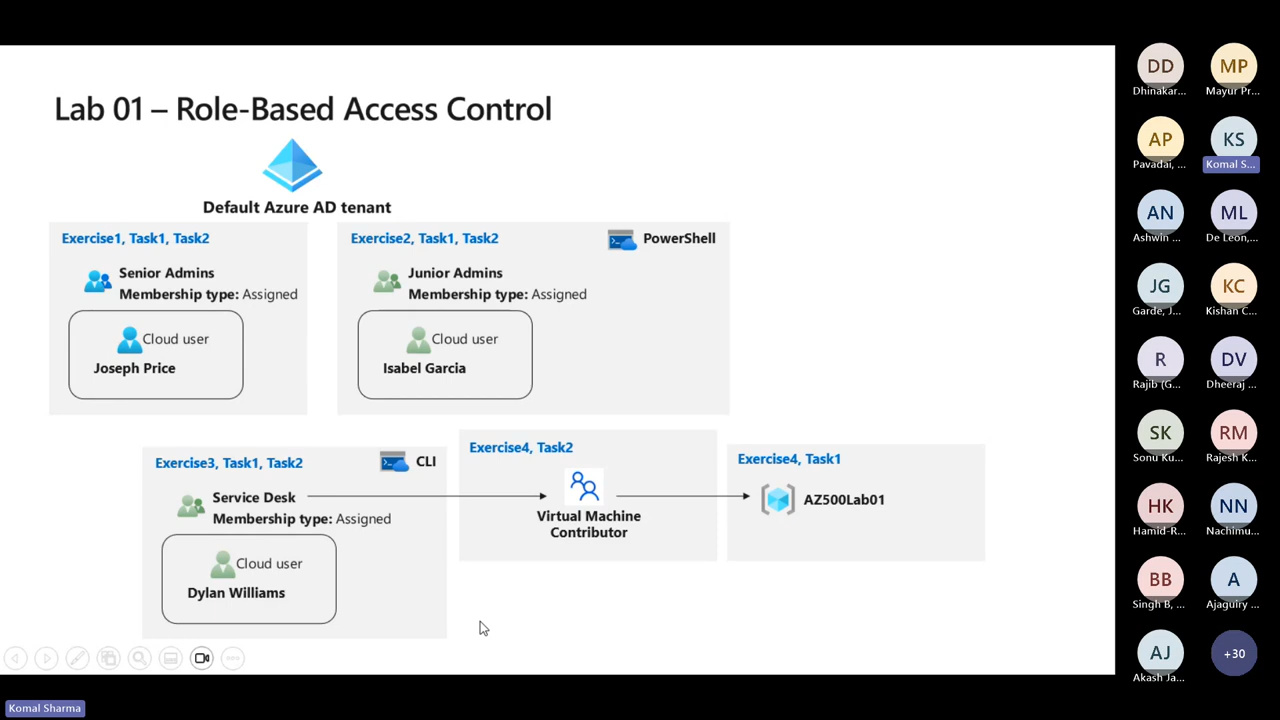 Lab 01 – Role-Based Access Control
Default Azure AD tenant
Exercise1, Task1, Task2
Senior Admins
Membership type: Assigned
Cloud user
Joseph Price
Exercise2, Task1, Task2
PowerShell
Junior Admins
Membership type: Assigned
Cloud user
Isabel Garcia
Exercise3, Task1, Task2
CLI
Service Desk
Membership type: Assigned
Cloud user
Dylan Williams
Exercise4, Task2
Virtual Machine
Contributor
Exercise4, Task1
AZ500Lab01
DD
Dhinakar...
MP
Mayur Pr...
AP
Pavadai, ...
KS
Komal S...
AN
Ashwin ...
ML
De Leon,...
JG
Garde, J...
KC
Kishan C...
R
Rajib (G...
DV
Dheeraj ...
SK
Sonu Ku...
RM
Rajesh K...
HK
Hamid-R...
NN
Nachimu...
BB
Singh B, ...
A
Ajaguiry ...
AJ
Akash Ja...
+30
Komal Sharma